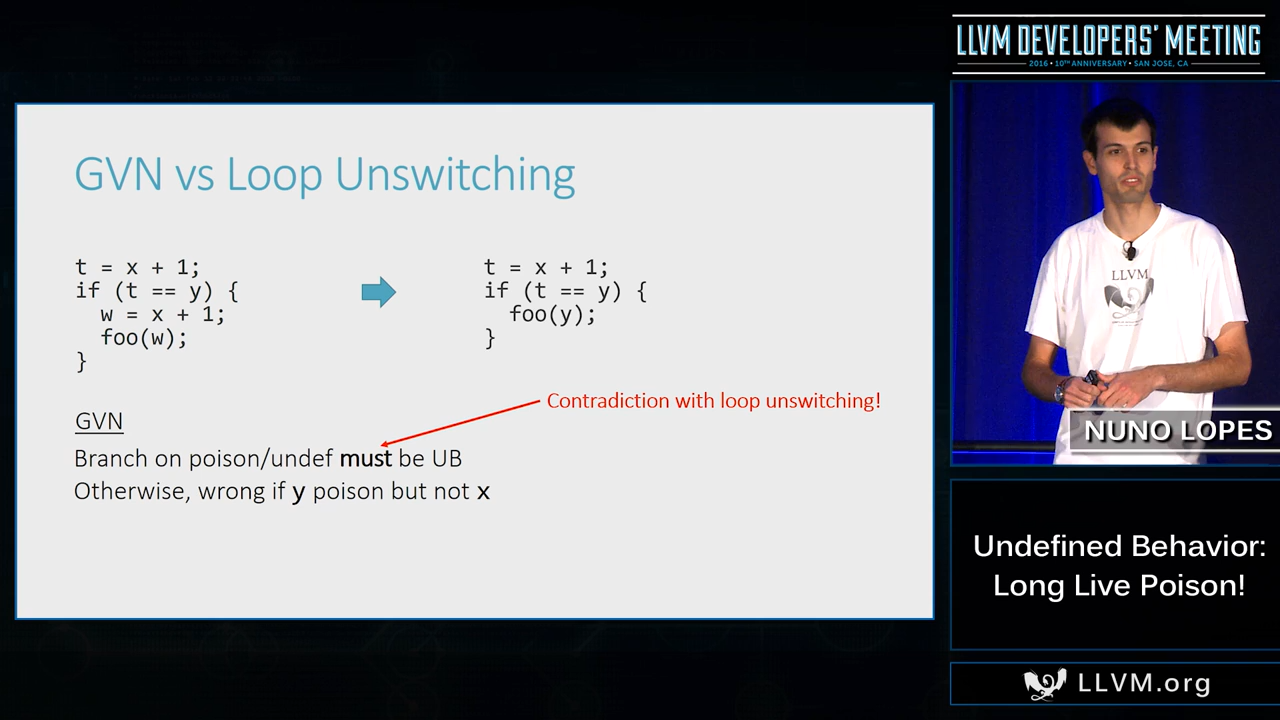 LLVM DEVELOPERS' MEETING
2016 • 10TH ANNIVERSARY • SAN JOSE, CA
GVN vs Loop Unswitching
t = x + 1;
if (t == y) {
w = x + 1;
foo(w);
}
t = x + 1;
if (t == y) {
foo(y);
}
Contradiction with loop unswitching!
GVN
Branch on poison/undef must be UB
Otherwise, wrong if y poison but not x
LLVM
NUNO LOPES
Undefined Behavior:
Long Live Poison!
LLVM.org